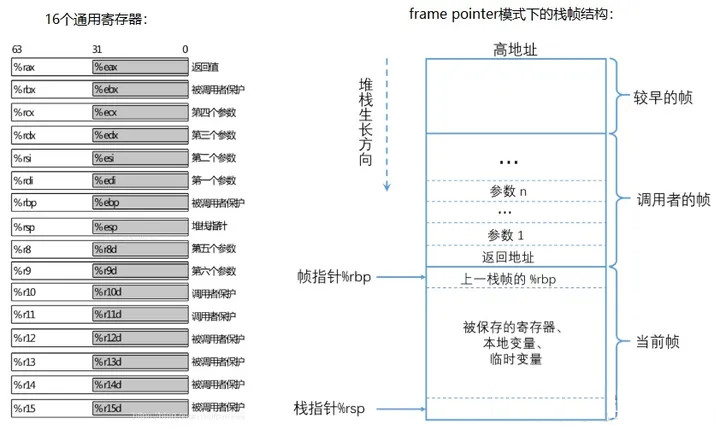 16个通用寄存器：
63 31 0
%rax %eax 返回值
%rbx %ebx 被调用者保护
%rcx %ecx 第四个参数
%rdx %edx 第三个参数
%rsi %esi 第二个参数
%rdi %edi 第一个参数
%rbp %ebp 被调用者保护
%rsp %esp 堆栈指针
%r8 %r8d 第五个参数
%r9 %r9d 第六个参数
%r10 %r10d 调用者保护
%r11 %r11d 调用者保护
%r12 %r12d 被调用者保护
%r13 %r13d 被调用者保护
%r14 %r14d 被调用者保护
%r15 %r15d 被调用者保护
frame pointer模式下的栈帧结构：
高地址
堆栈生长方向
较早的帧
...
参数 n
...
参数 1
返回地址
调用者的帧
帧指针%rbp
上一栈帧的 %rbp
被保存的寄存器、
本地变量、
临时变量
当前帧
栈指针%rsp